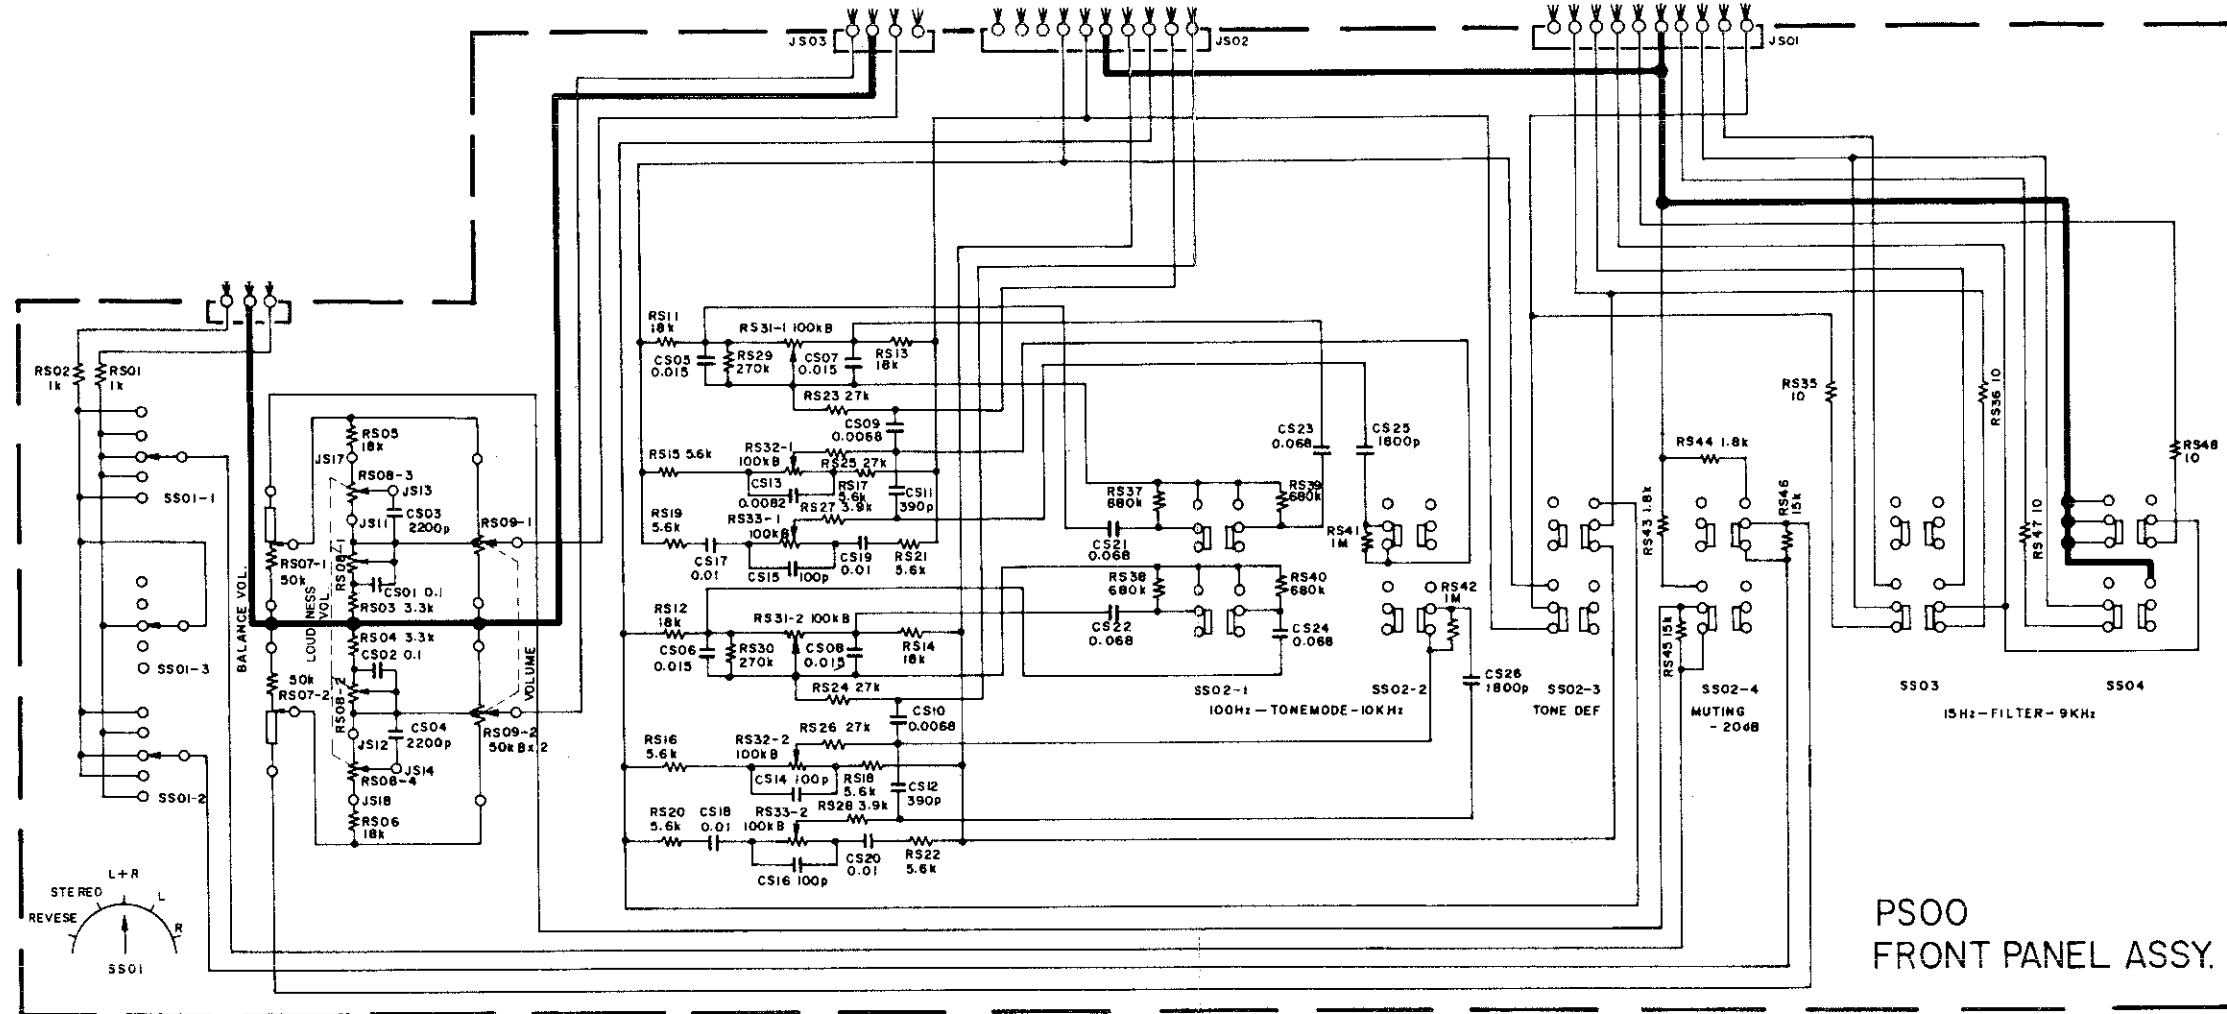 JS03
JS02
JS01
RS02
1k
RS01
1k
SS01-1
SS01-3
SS01-2
REVESE
STEREO
L+R
L
R
SS01
BALANCE VOL.
RS07-1
50k
50k
RS07-2
LOUDNESS
VOL
RS05
18k
JS17
RS08-3
JS13
CS03
2200p
JS11
RS08-1
CS01 0.1
RS03 3.3k
RS04 3.3k
CS02 0.1
RS08-2
CS04
2200p
JS12
JS14
RS08-4
JS18
RS06
18k
RS09-1
VOLUME
RS09-2
50kB×2
RS11
18k
CS05
0.015
RS29
270k
RS31-1 100kB
CS07
0.015
RS13
18k
RS23 27k
CS09
0.0068
RS15 5.6k
RS32-1
100kB
RS25 27k
CS13
0.0082
RS17
5.6k
CS11
390p
RS27 3.9k
RS19
5.6k
RS33-1
100kB
CS17
0.01
CS15
100p
CS19
0.01
RS21
5.6k
RS12
18k
RS31-2 100kB
CS06
0.015
RS30
270k
CS08
0.015
RS14
18k
RS24 27k
CS10
0.0068
RS26 27k
RS16
5.6k
RS32-2
100kB
CS14 100p
RS18
5.6k
CS12
390p
RS28 3.9k
RS20
5.6k
CS18
0.01
RS33-2
100kB
CS16 100p
CS20
0.01
RS22
5.6k
CS23
0.068
CS25
1800p
RS37
680k
RS39
680k
CS21
0.068
RS41
1M
RS38
680k
RS40
680k
CS22
0.068
CS24
0.068
RS42
1M
CS26
1800p
SS02-1
SS02-2
100Hz-TONEMODE-10KHz
SS02-3
TONE DEF
SS02-4
MUTING
-20dB
RS43 1.8k
RS44 1.8k
RS45 15k
RS46
15k
RS35
10
RS36 10
RS47 10
RS48
10
SS03
SS04
15Hz-FILTER-9KHz
PS00
FRONT PANEL ASSY.